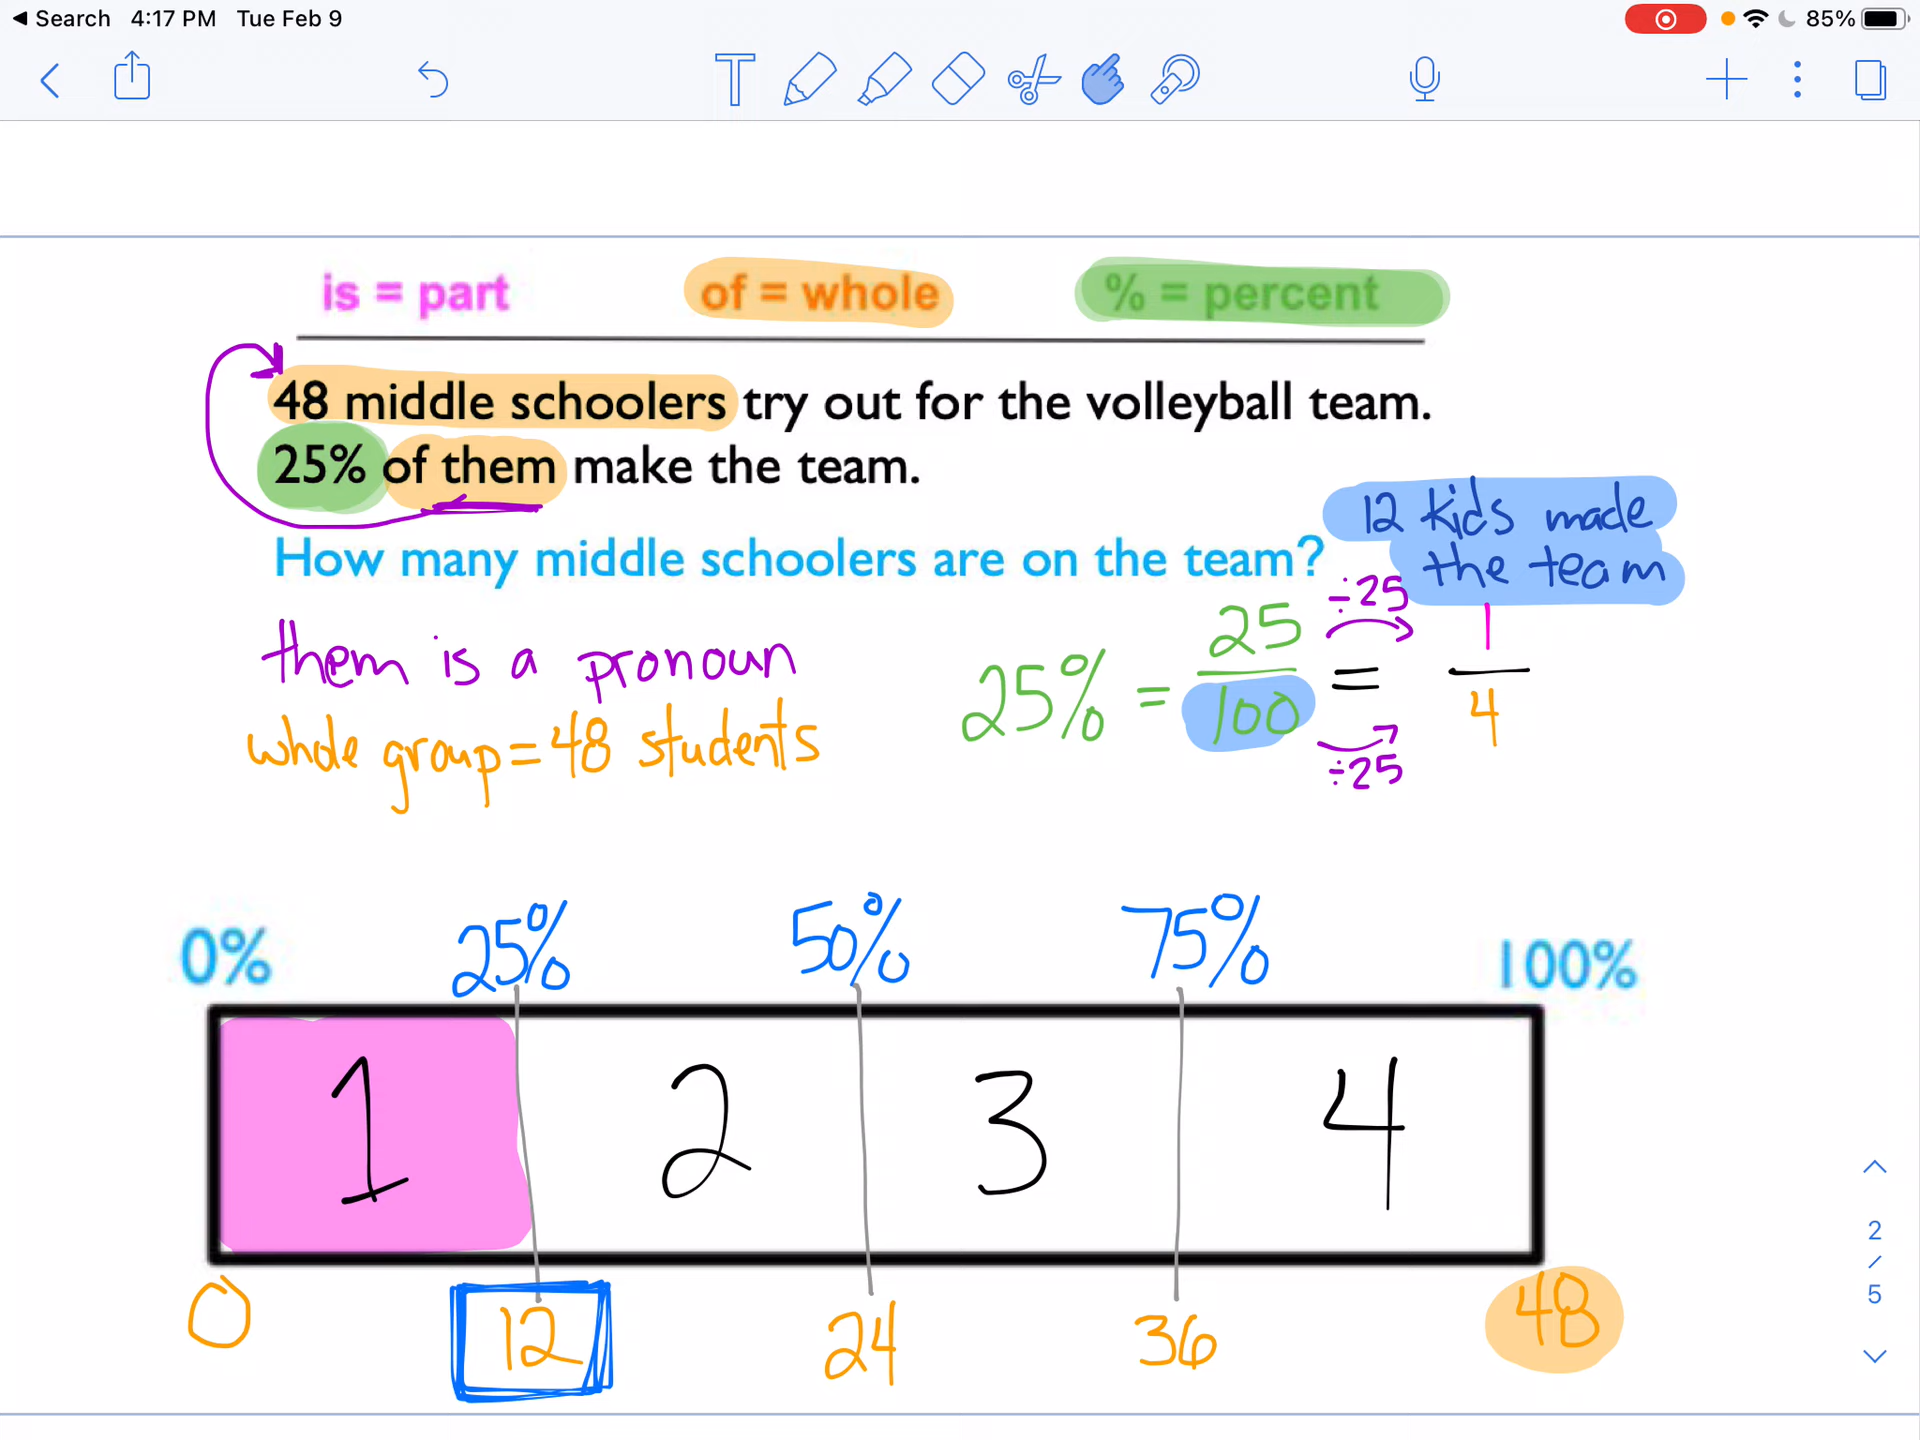 Search 4:17 PM Tue Feb 9
85%
T
is = part of = whole % = percent
48 middle schoolers try out for the volleyball team.
25% of them make the team.
How many middle schoolers are on the team?
12 kids made
the team
them is a pronoun
whole group = 48 students
25% = 25/100 = 1/4
÷25
÷25
0% 25% 50% 75% 100%
1 2 3 4
0 12 24 36 48
2
/
5